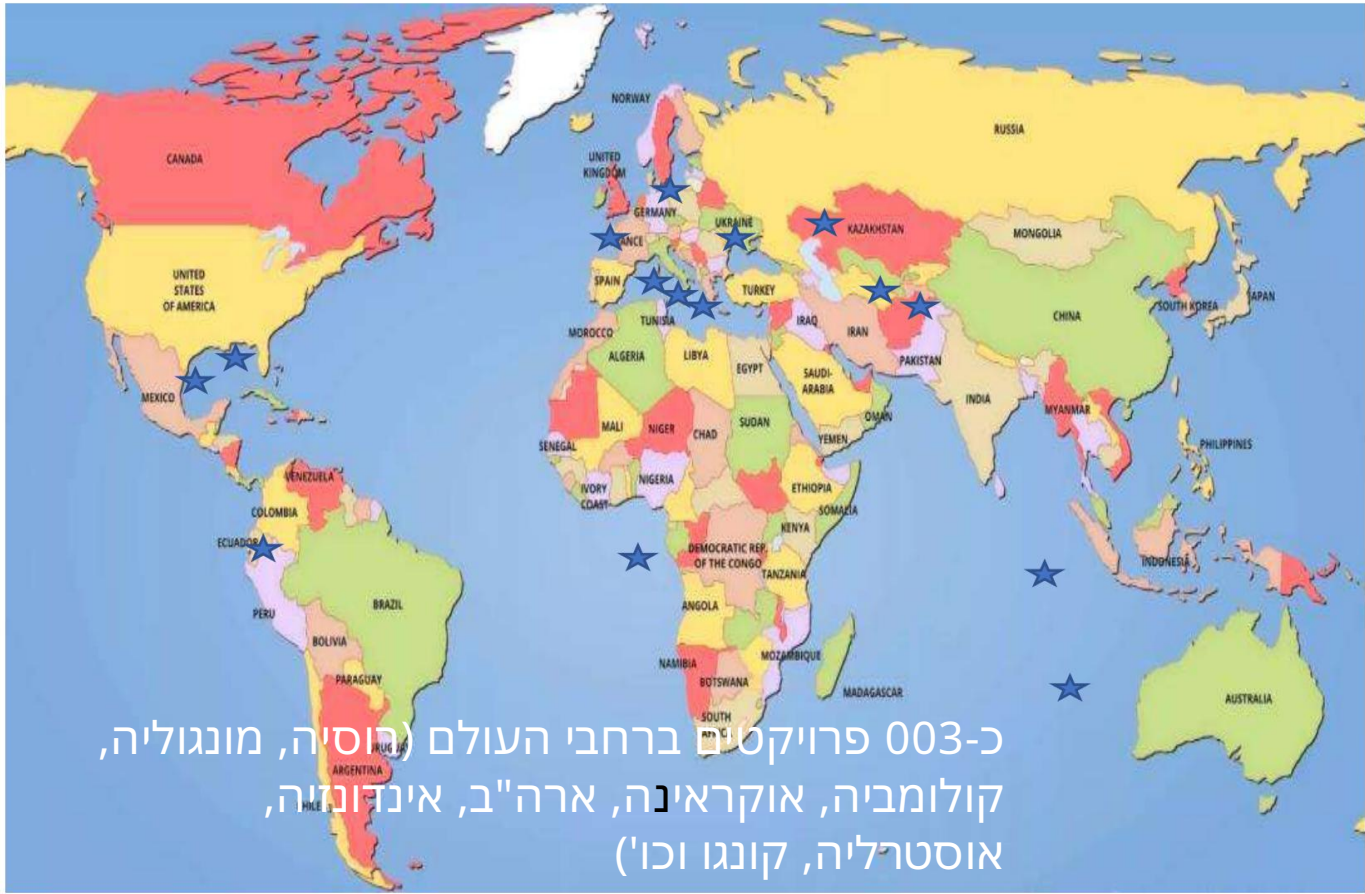 NORWAY
RUSSIA
CANADA
UNITED
KINGDOM
GERMANY
UKRAINE
KAZAKHSTAN
MONGOLIA
ANCE
UNITED
STATES
OF AMERICA
SPAIN
TURKEY
SOUTH KOREA
JAPAN
CHINA
TUNISIA
MOROCCO
IRAQ
IRAN
ALGERIA
LIBYA
EGYPT
PAKISTAN
SAUDI-
ARABIA
MEXICO
INDIA
MYANMAR
OMAN
MALI
NIGER
CHAD
SUDAN
YEMEN
PHILIPPINES
SENEGAL
VENEZUELA
NIGERIA
IVORY
COAST
ETHIOPIA
SOMALIA
COLOMBIA
KENYA
ECUADOR
DEMOCRATIC REP.
OF THE CONGO
TANZANIA
INDONESIA
PERU
BRAZIL
ANGOLA
BOLIVIA
MOZAMBIQUE
NAMIBIA
PARAGUAY
BOTSWANA
MADAGASCAR
AUSTRALIA
SOUTH
URUGUAY
ARGENTINA
כ-003 פרויקטים ברחבי העולם (רוסיה, מונגוליה,
קולומביה, אוקראינה, ארה"ב, אינדונזיה,
אוסטרליה, קונגו וכו')